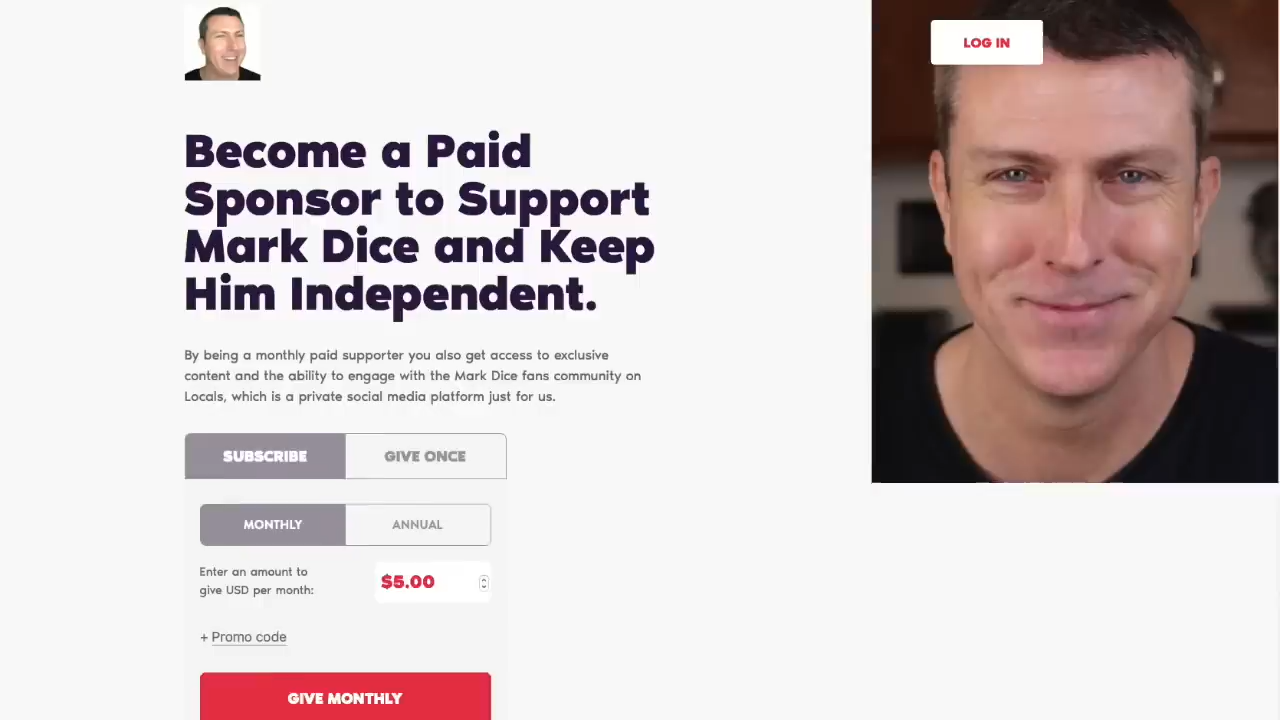 LOG IN
Become a Paid
Sponsor to Support
Mark Dice and Keep
Him Independent.
By being a monthly paid supporter you also get access to exclusive
content and the ability to engage with the Mark Dice fans community on
Locals, which is a private social media platform just for us.
SUBSCRIBE GIVE ONCE
MONTHLY ANNUAL
Enter an amount to
give USD per month:
$5.00
+ Promo code
GIVE MONTHLY